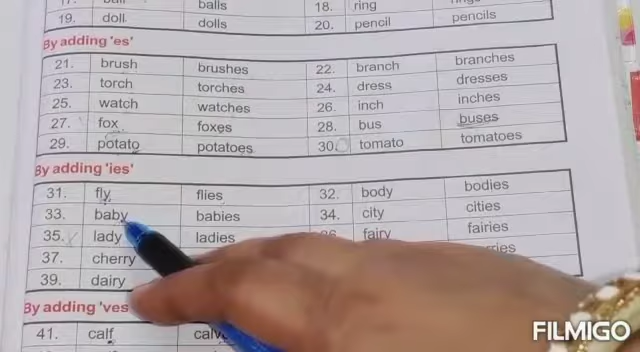 balls 18. ring
19. doll dolls 20. pencil pencils
By adding 'es'
21. brush brushes 22. branch branches
23. torch torches 24. dress dresses
25. watch watches 26. inch inches
27. fox foxes 28. bus buses
29. potato potatoes 30. tomato tomatoes
By adding 'ies'
31. fly flies 32. body bodies
33. baby babies 34. city cities
35. lady ladies fairy fairies
37. cherry
39. dairy
By adding 'ves
41. calf
FILMIGO